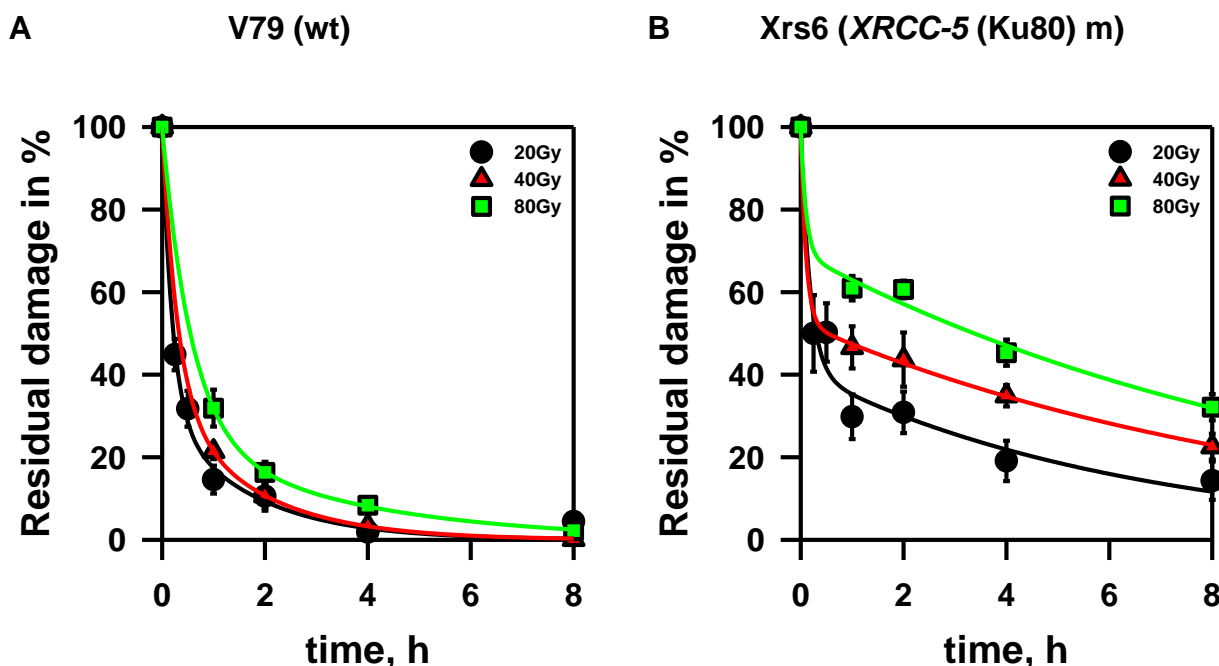 A V79 (wt)
Residual damage in %
100
80
60
40
20
0
20Gy
40Gy
80Gy
0 2 4 6 8
time, h
B Xrs6 (XRCC-5 (Ku80) m)
Residual damage in %
100
80
60
40
20
0
20Gy
40Gy
80Gy
0 2 4 6 8
time, h